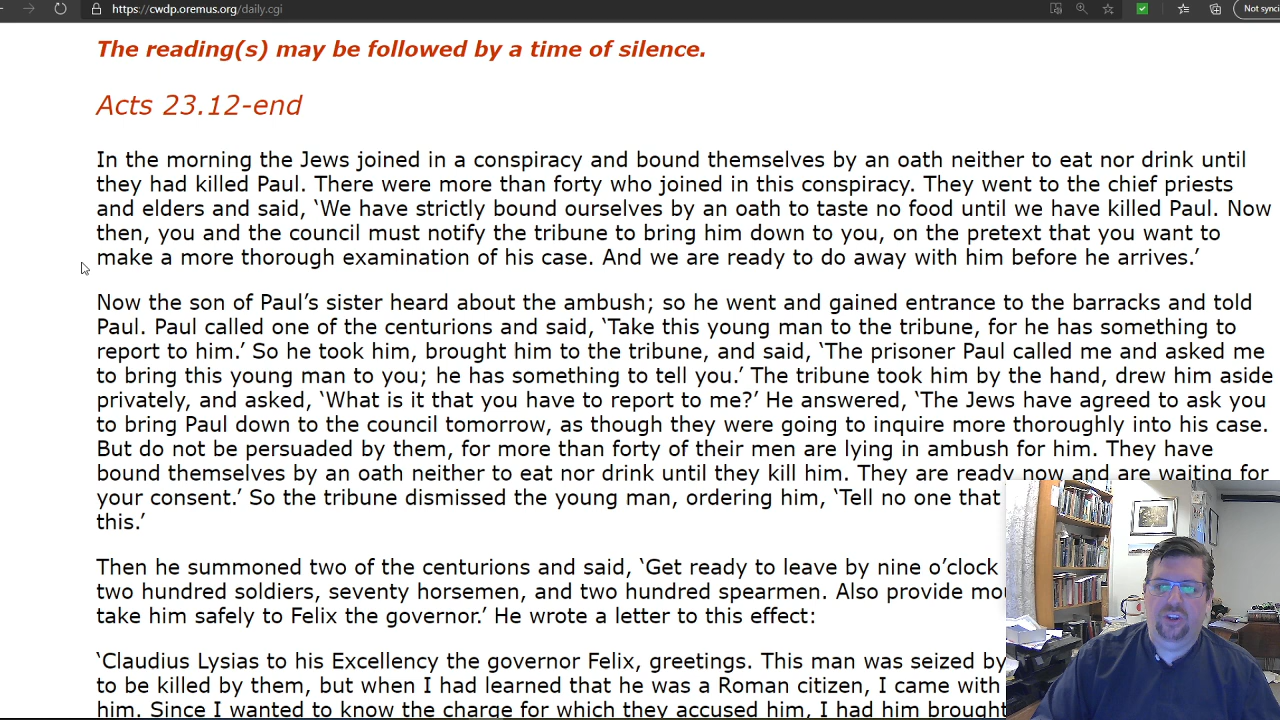 https://cwdp.oremus.org/daily.cgi
Not synci
The reading(s) may be followed by a time of silence.
Acts 23.12-end
In the morning the Jews joined in a conspiracy and bound themselves by an oath neither to eat nor drink until
they had killed Paul. There were more than forty who joined in this conspiracy. They went to the chief priests
and elders and said, ‘We have strictly bound ourselves by an oath to taste no food until we have killed Paul. Now
then, you and the council must notify the tribune to bring him down to you, on the pretext that you want to
make a more thorough examination of his case. And we are ready to do away with him before he arrives.’
Now the son of Paul’s sister heard about the ambush; so he went and gained entrance to the barracks and told
Paul. Paul called one of the centurions and said, ‘Take this young man to the tribune, for he has something to
report to him.’ So he took him, brought him to the tribune, and said, ‘The prisoner Paul called me and asked me
to bring this young man to you; he has something to tell you.’ The tribune took him by the hand, drew him aside
privately, and asked, ‘What is it that you have to report to me?’ He answered, ‘The Jews have agreed to ask you
to bring Paul down to the council tomorrow, as though they were going to inquire more thoroughly into his case.
But do not be persuaded by them, for more than forty of their men are lying in ambush for him. They have
bound themselves by an oath neither to eat nor drink until they kill him. They are ready now and are waiting for
your consent.’ So the tribune dismissed the young man, ordering him, ‘Tell no one that
this.’
Then he summoned two of the centurions and said, ‘Get ready to leave by nine o’clock
two hundred soldiers, seventy horsemen, and two hundred spearmen. Also provide mou
take him safely to Felix the governor.’ He wrote a letter to this effect:
‘Claudius Lysias to his Excellency the governor Felix, greetings. This man was seized by
to be killed by them, but when I had learned that he was a Roman citizen, I came with
him. Since I wanted to know the charge for which they accused him, I had him brought